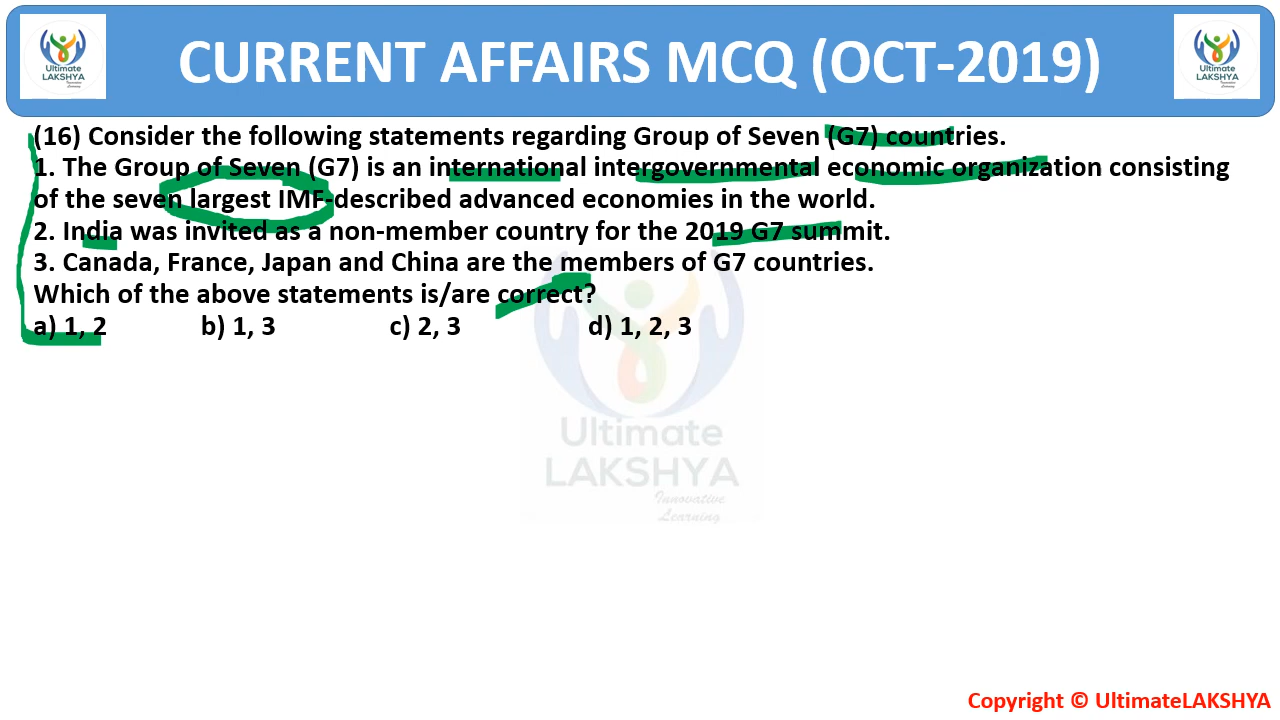 Ultimate
LAKSHYA
Innovative
Learning
CURRENT AFFAIRS MCQ (OCT-2019)
Ultimate
LAKSHYA
Innovative
Learning
(16) Consider the following statements regarding Group of Seven (G7) countries.
1. The Group of Seven (G7) is an international intergovernmental economic organization consisting
of the seven largest IMF-described advanced economies in the world.
2. India was invited as a non-member country for the 2019 G7 summit.
3. Canada, France, Japan and China are the members of G7 countries.
Which of the above statements is/are correct?
a) 1, 2 b) 1, 3 c) 2, 3 d) 1, 2, 3
Ultimate
LAKSHYA
Innovative
Learning
Copyright © UltimateLAKSHYA